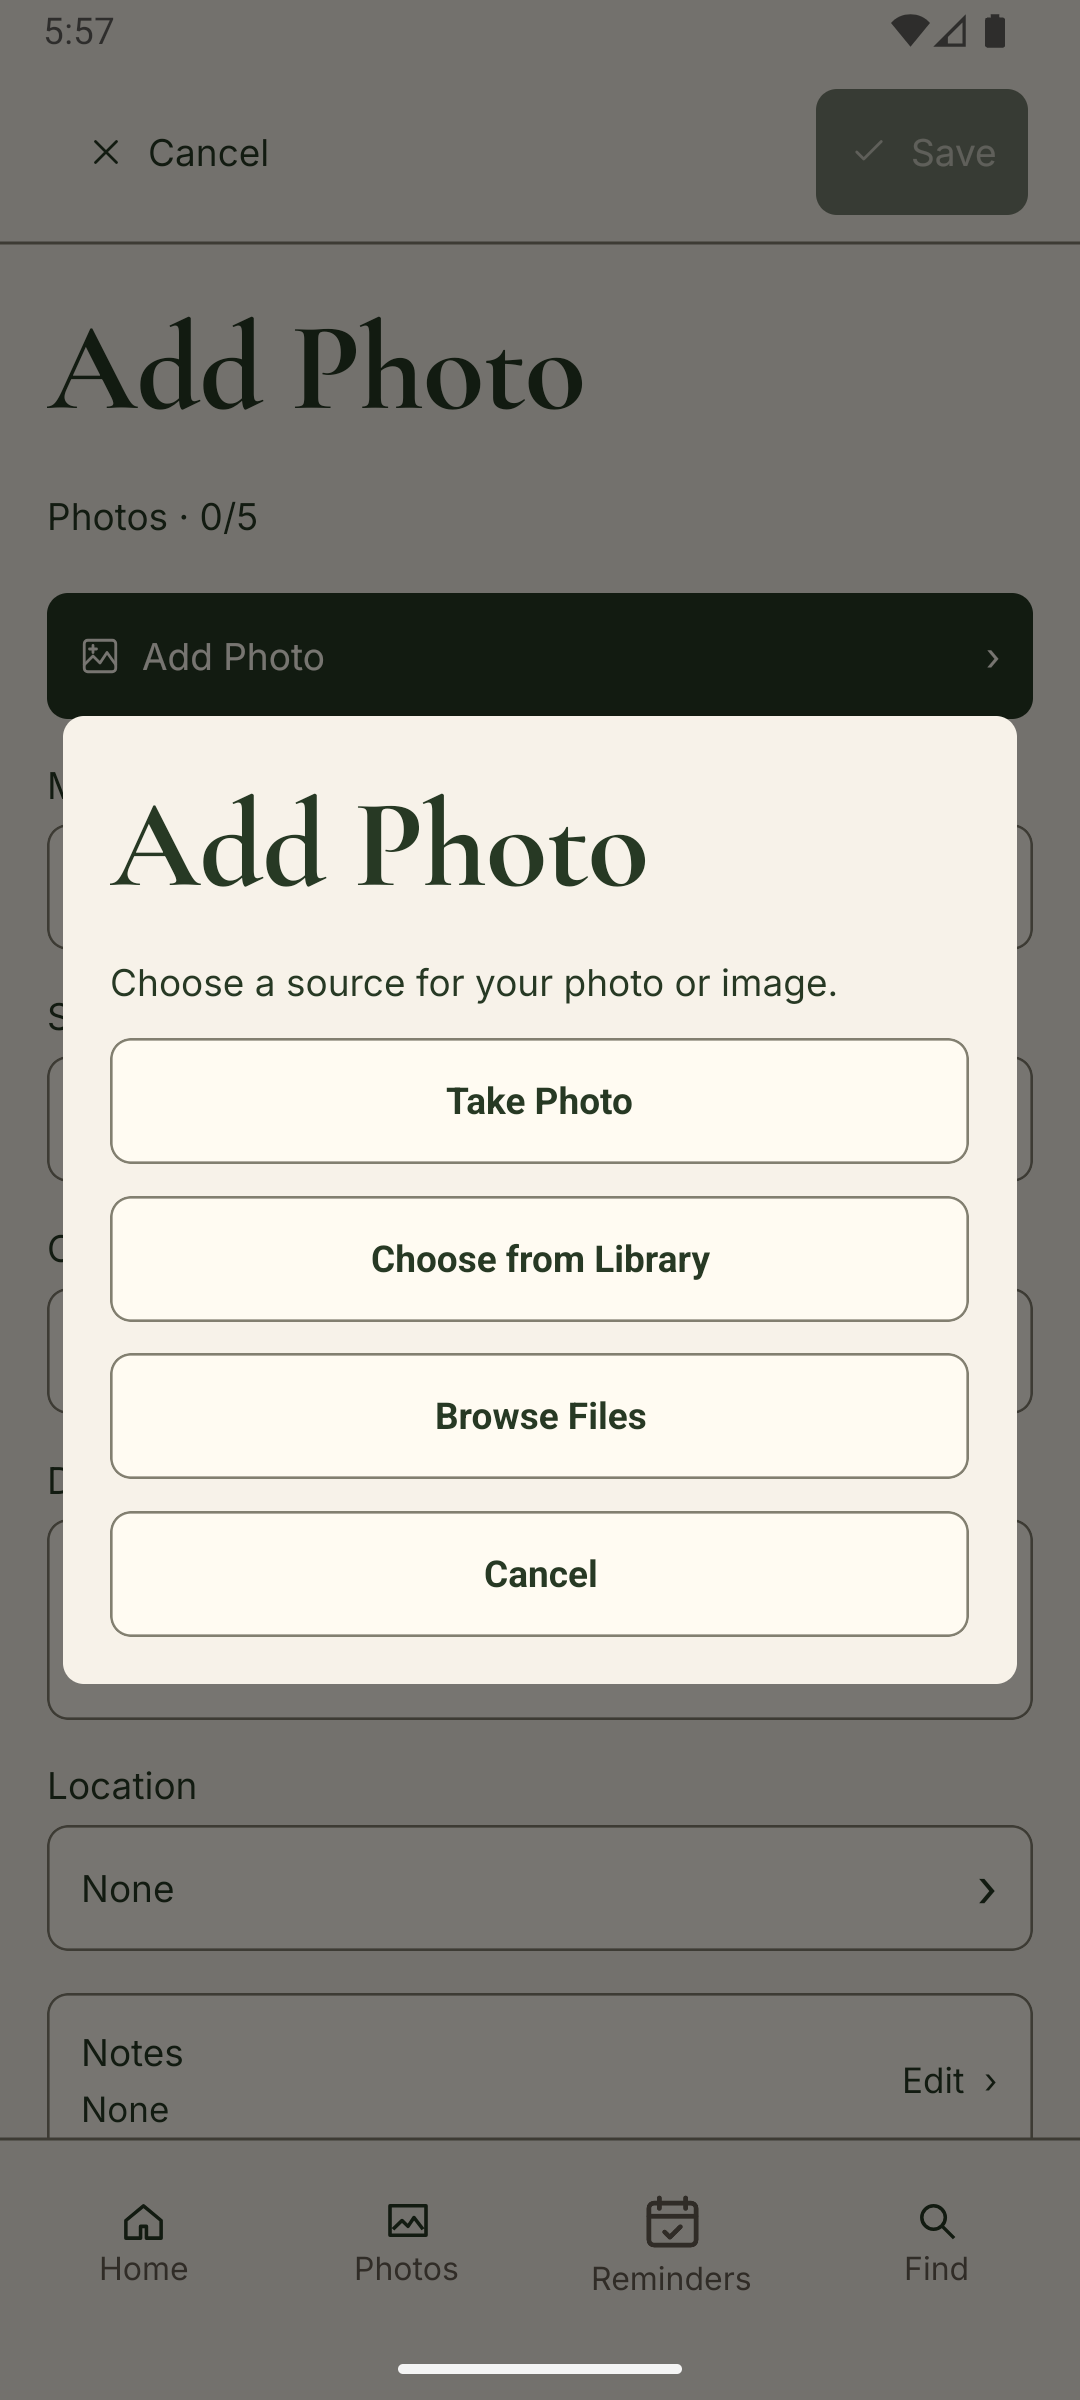 5:57
Cancel
Save
Add Photo
Photos · 0/5
Add Photo
Add Photo
Choose a source for your photo or image.
Take Photo
Choose from Library
Browse Files
Cancel
Location
None
Notes
None
Edit
Home
Photos
Reminders
Find